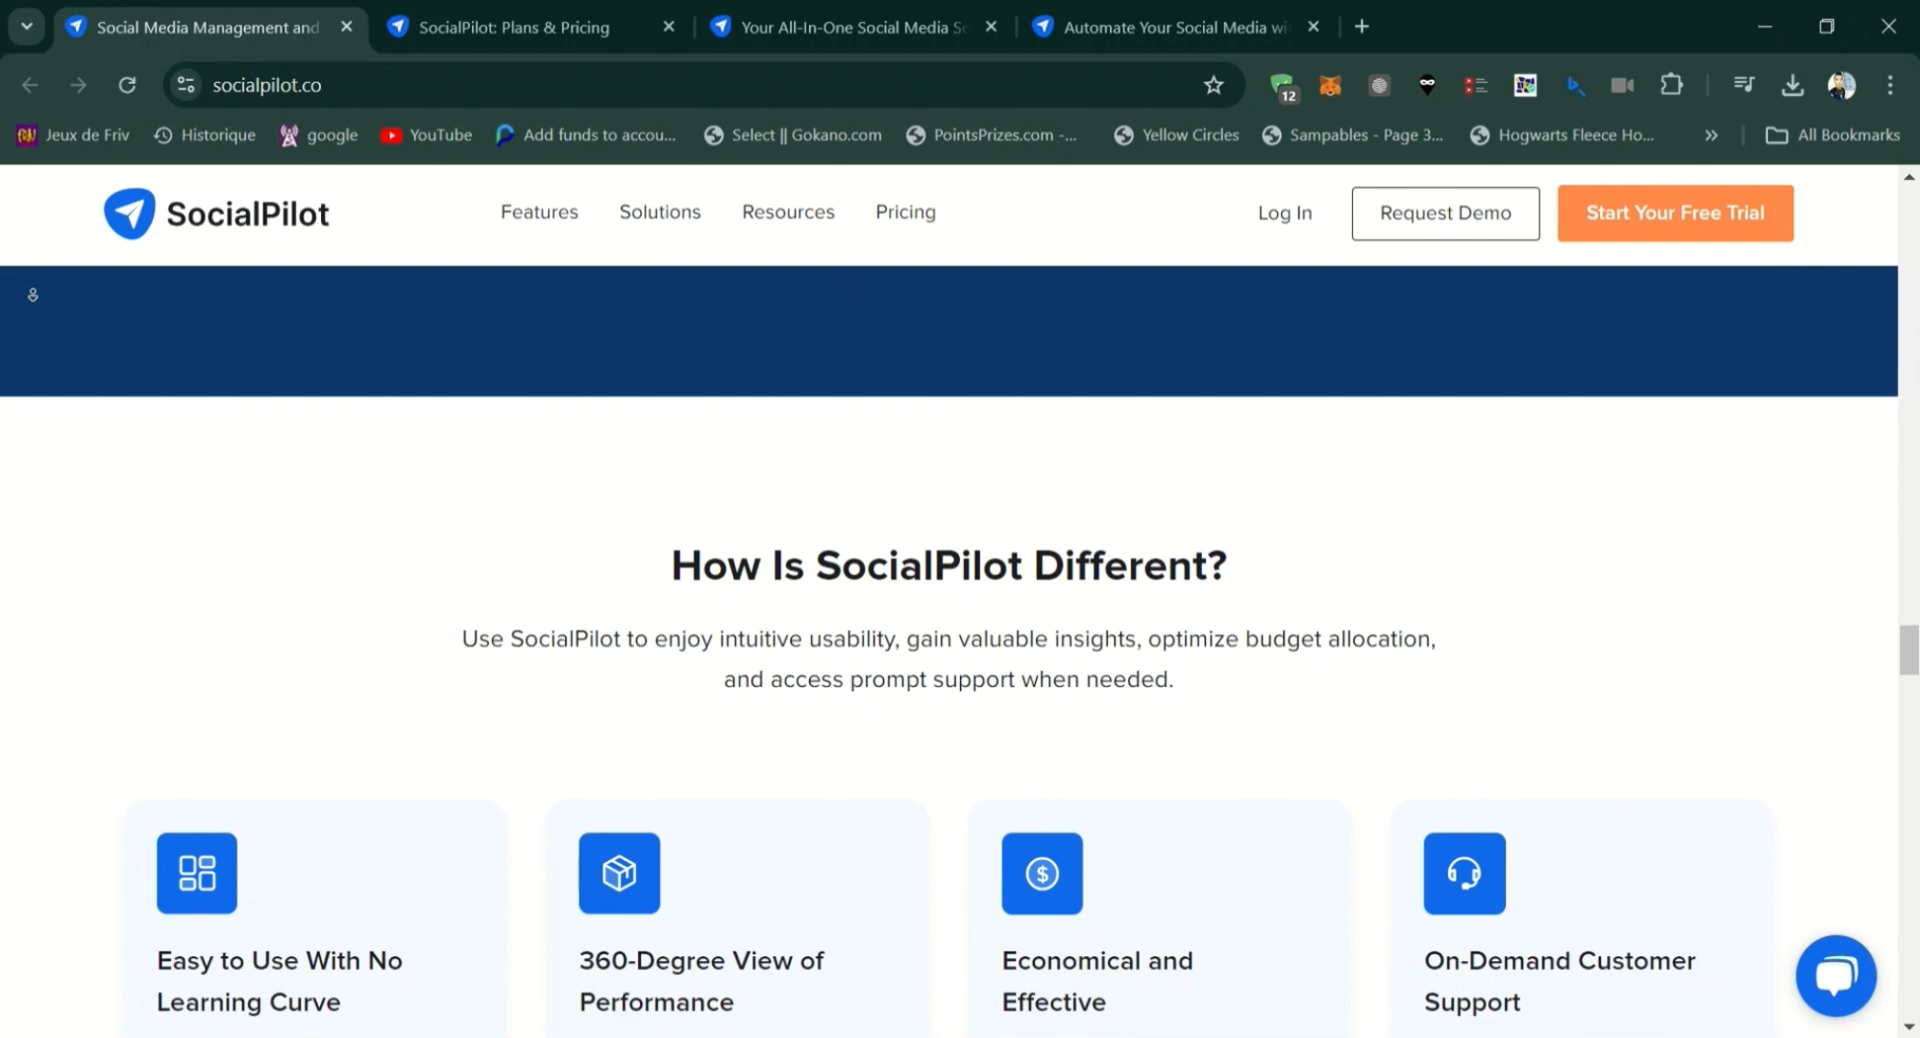 Social Media Management and
SocialPilot: Plans & Pricing
Your All-In-One Social Media Sc
Automate Your Social Media wi
socialpilot.co
12
Jeux de Friv
Historique
google
YouTube
Add funds to accou...
Select || Gokano.com
PointsPrizes.com -...
Yellow Circles
Sampables - Page 3...
Hogwarts Fleece Ho...
All Bookmarks
SocialPilot
Features
Solutions
Resources
Pricing
Log In
Request Demo
Start Your Free Trial
How Is SocialPilot Different?
Use SocialPilot to enjoy intuitive usability, gain valuable insights, optimize budget allocation,
and access prompt support when needed.
Easy to Use With No
Learning Curve
360-Degree View of
Performance
Economical and
Effective
On-Demand Customer
Support